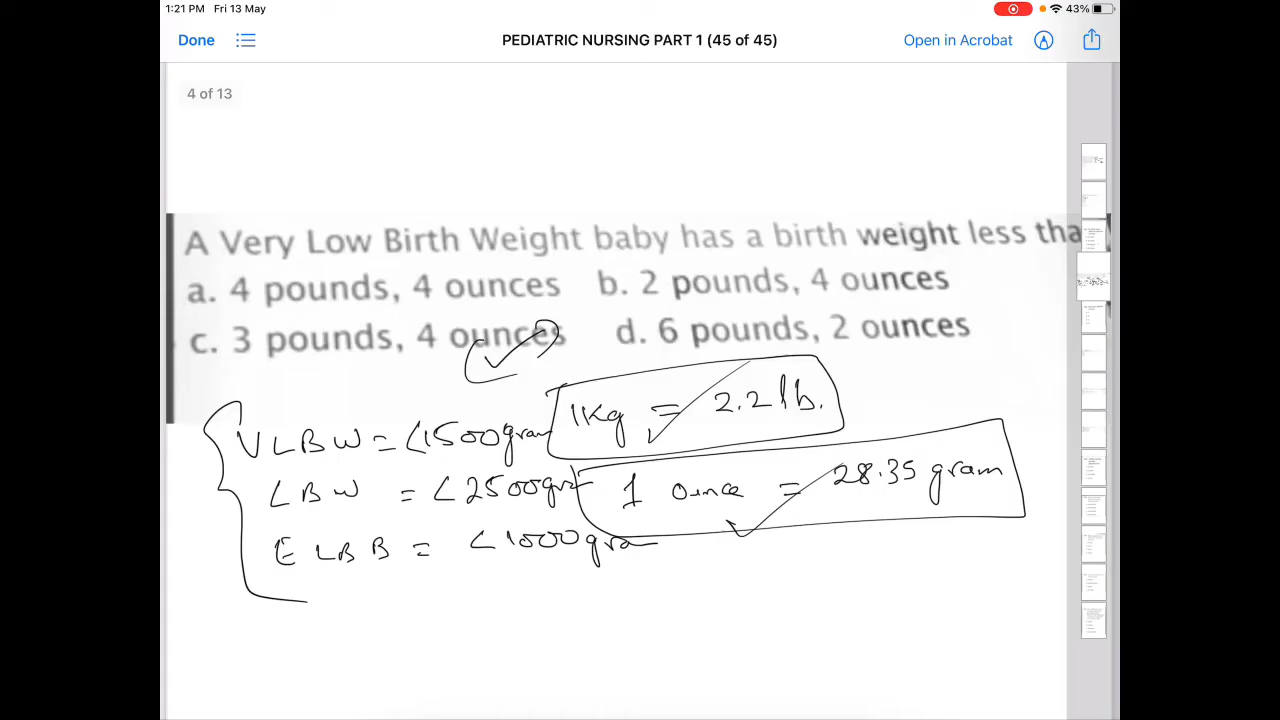 1:21 PM Fri 13 May 43%
Done PEDIATRIC NURSING PART 1 (45 of 45) Open in Acrobat
4 of 13
A Very Low Birth Weight baby has a birth weight less tha
a. 4 pounds, 4 ounces b. 2 pounds, 4 ounces
c. 3 pounds, 4 ounces d. 6 pounds, 2 ounces
1Kg = 2.2 lb.
VLBW = <1500gram
LBW = <2500gra
1 ounce = 28.35 gram
ELBB = <1000gra